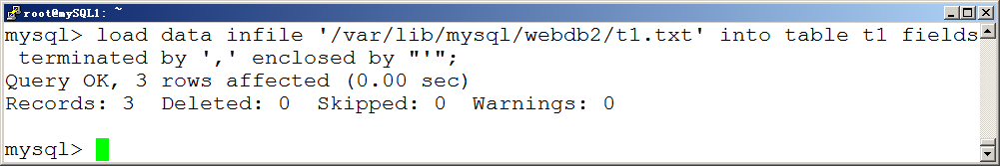 root@mySQL1: ~
mysql> load data infile '/var/lib/mysql/webdb2/t1.txt' into table t1 fields
 terminated by ',' enclosed by "'";
Query OK, 3 rows affected (0.00 sec)
Records: 3  Deleted: 0  Skipped: 0  Warnings: 0
mysql>